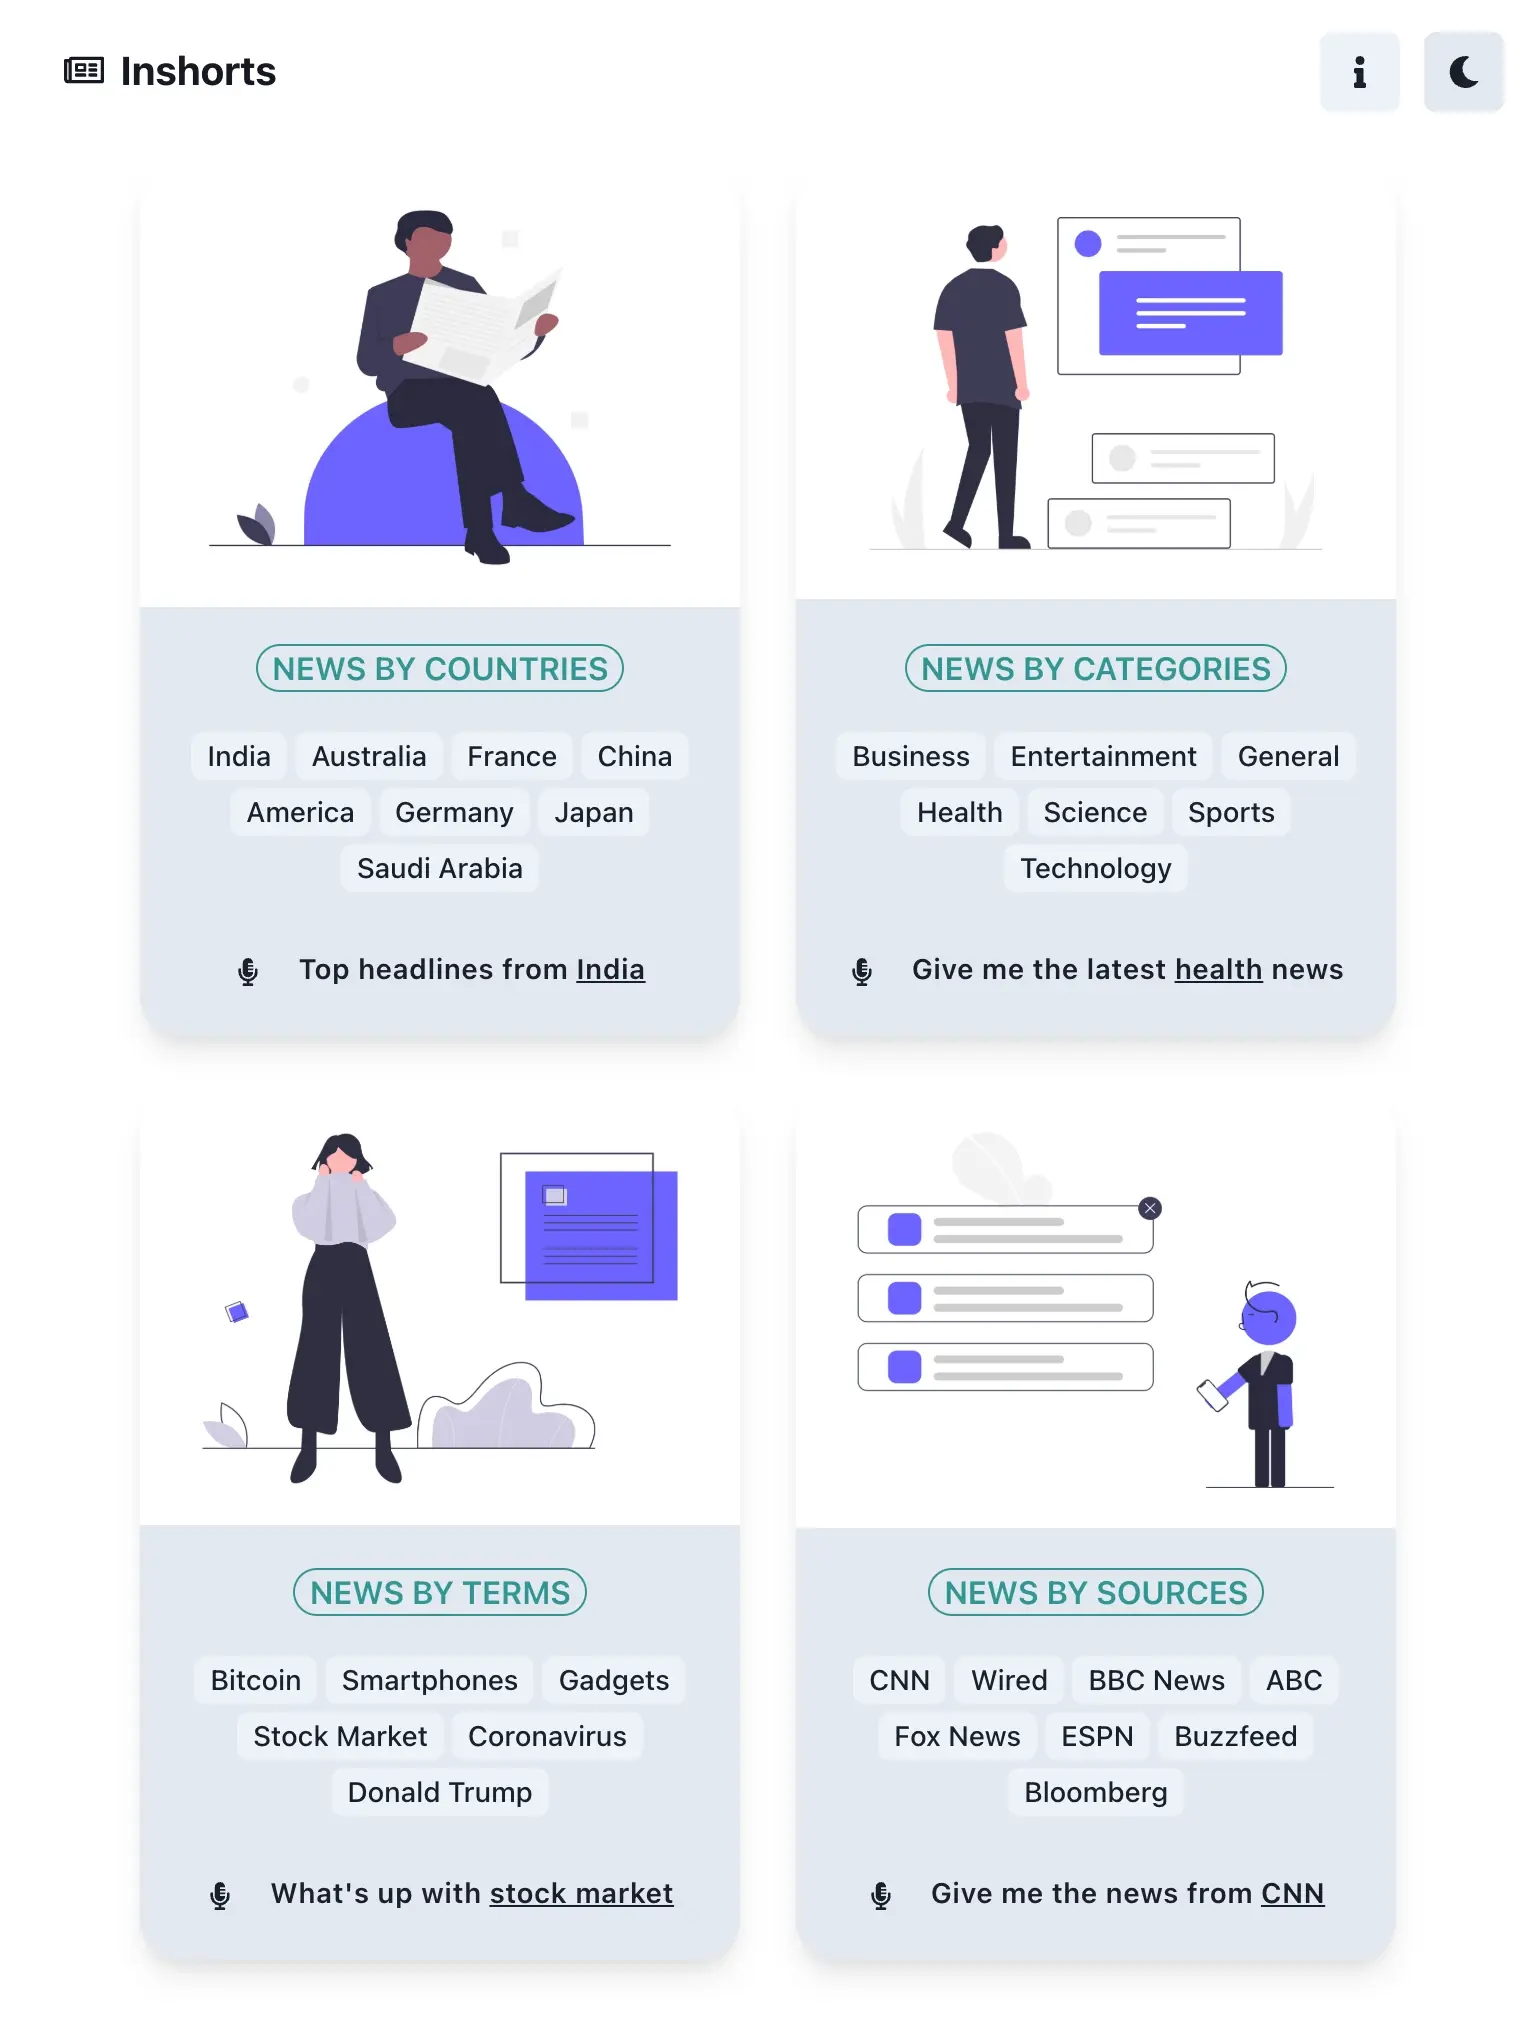 Inshorts
NEWS BY COUNTRIES
India Australia France China
America Germany Japan
Saudi Arabia
Top headlines from India
NEWS BY CATEGORIES
Business Entertainment General
Health Science Sports
Technology
Give me the latest health news
NEWS BY TERMS
Bitcoin Smartphones Gadgets
Stock Market Coronavirus
Donald Trump
What's up with stock market
NEWS BY SOURCES
CNN Wired BBC News ABC
Fox News ESPN Buzzfeed
Bloomberg
Give me the news from CNN